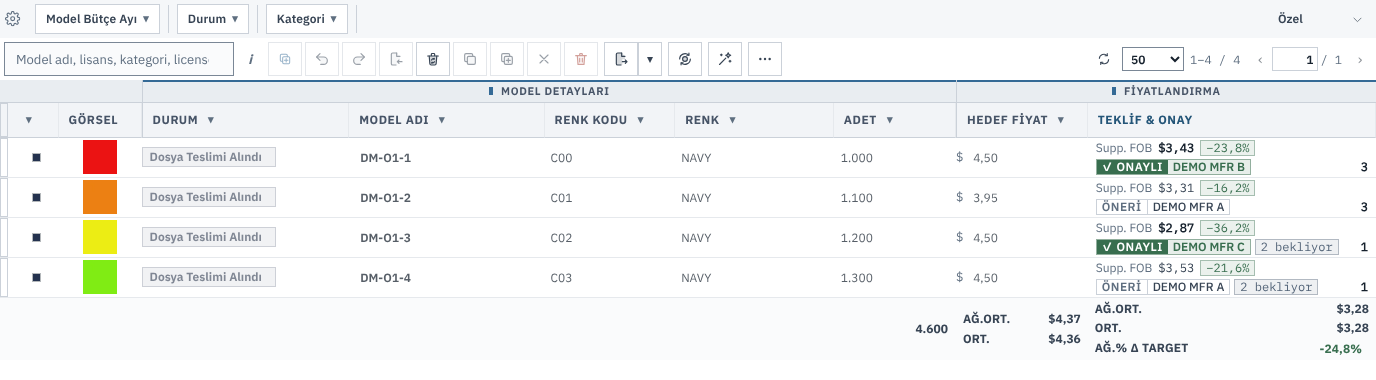 Model Bütçe Ayı ▼ Durum ▼ Kategori ▼ Özel
Model adı, lisans, kategori, licens i 50 1–4 / 4 ‹ 1 / 1 ›
MODEL DETAYLARI FİYATLANDIRMA
▼ GÖRSEL DURUM ▼ MODEL ADI ▼ RENK KODU ▼ RENK ▼ ADET ▼ HEDEF FİYAT ▼ TEKLİF & ONAY
Dosya Teslimi Alındı DM-O1-1 C00 NAVY 1.000 $ 4,50 Supp. FOB $3,43 −23,8%
✓ ONAYLI DEMO MFR B 3
Dosya Teslimi Alındı DM-O1-2 C01 NAVY 1.100 $ 3,95 Supp. FOB $3,31 −16,2%
ÖNERİ DEMO MFR A 3
Dosya Teslimi Alındı DM-O1-3 C02 NAVY 1.200 $ 4,50 Supp. FOB $2,87 −36,2%
✓ ONAYLI DEMO MFR C 2 bekliyor 1
Dosya Teslimi Alındı DM-O1-4 C03 NAVY 1.300 $ 4,50 Supp. FOB $3,53 −21,6%
ÖNERİ DEMO MFR A 2 bekliyor 1
4.600 AĞ.ORT. $4,37 AĞ.ORT. $3,28
ORT. $4,36 ORT. $3,28
AĞ.% Δ TARGET -24,8%